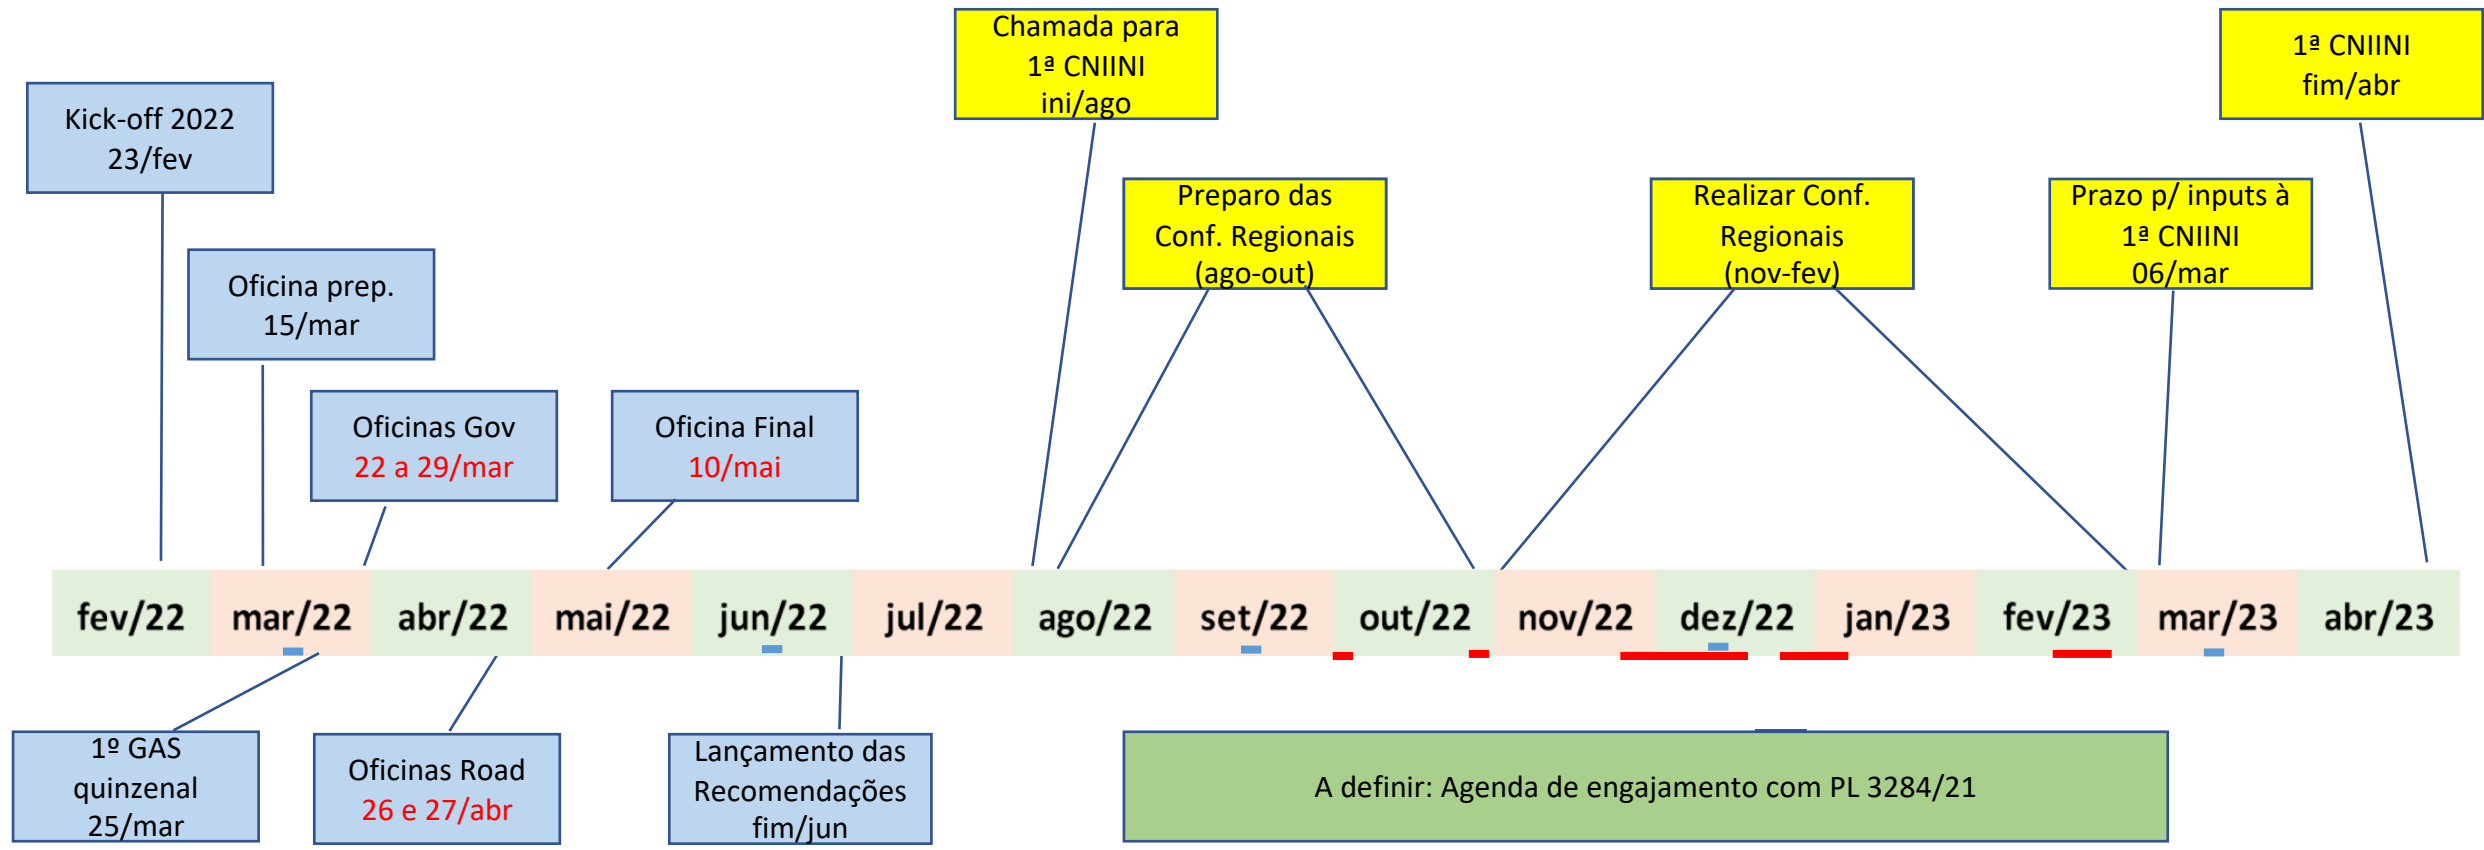 Chamada para
1ª CNIINI
ini/ago
1ª CNIINI
fim/abr
Kick-off 2022
23/fev
Preparo das
Conf. Regionais
(ago-out)
Realizar Conf.
Regionais
(nov-fev)
Prazo p/ inputs à
1ª CNIINI
06/mar
Oficina prep.
15/mar
Oficinas Gov
22 a 29/mar
Oficina Final
10/mai
fev/22 mar/22 abr/22 mai/22 jun/22 jul/22 ago/22 set/22 out/22 nov/22 dez/22 jan/23 fev/23 mar/23 abr/23
1º GAS
quinzenal
25/mar
Oficinas Road
26 e 27/abr
Lançamento das
Recomendações
fim/jun
A definir: Agenda de engajamento com PL 3284/21